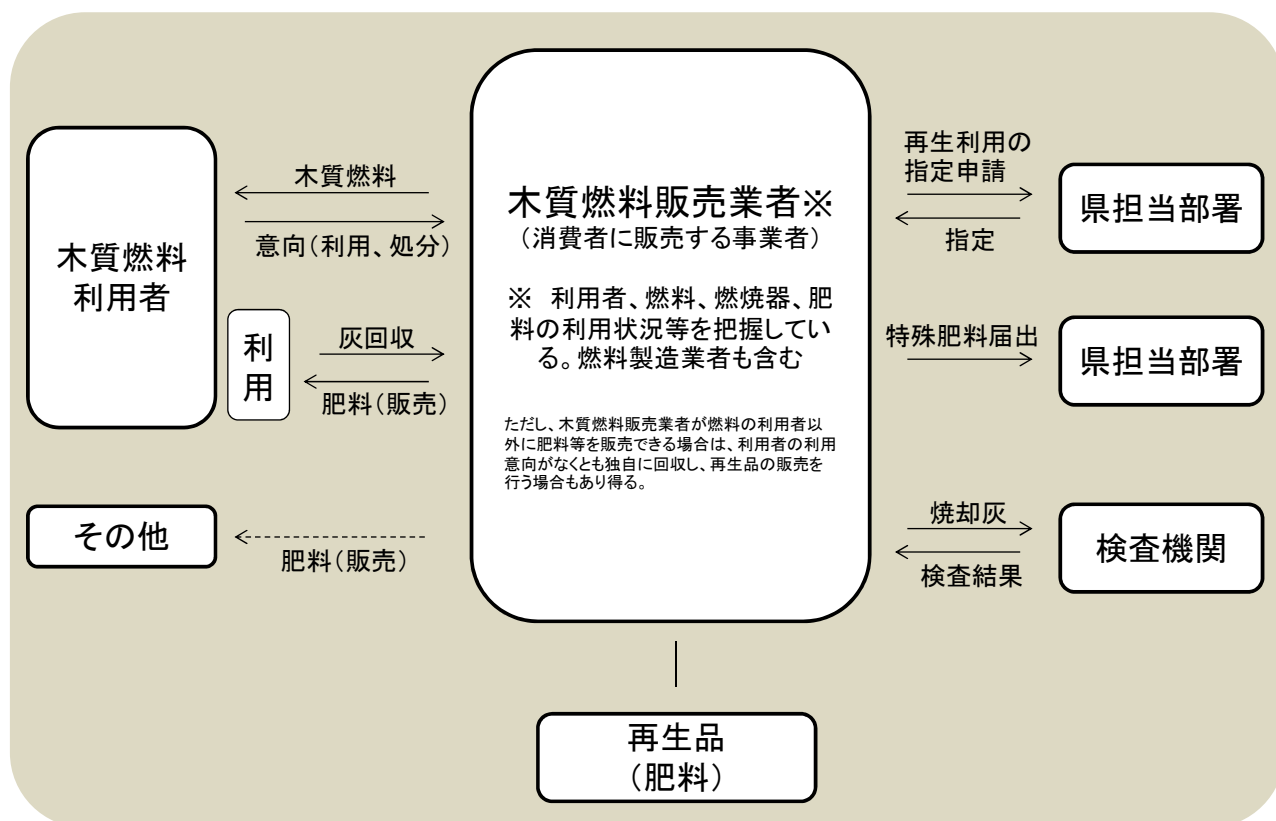 木質燃料
利用者
木質燃料
意向（利用、処分）
利
用
灰回収
肥料（販売）
その他
肥料（販売）
木質燃料販売業者※
（消費者に販売する事業者）
※　利用者、燃料、燃焼器、肥
料の利用状況等を把握してい
る。燃料製造業者も含む
ただし、木質燃料販売業者が燃料の利用者以
外に肥料等を販売できる場合は、利用者の利用
意向がなくとも独自に回収し、再生品の販売を
行う場合もあり得る。
再生利用の
指定申請
指定
県担当部署
特殊肥料届出
県担当部署
焼却灰
検査結果
検査機関
再生品
（肥料）